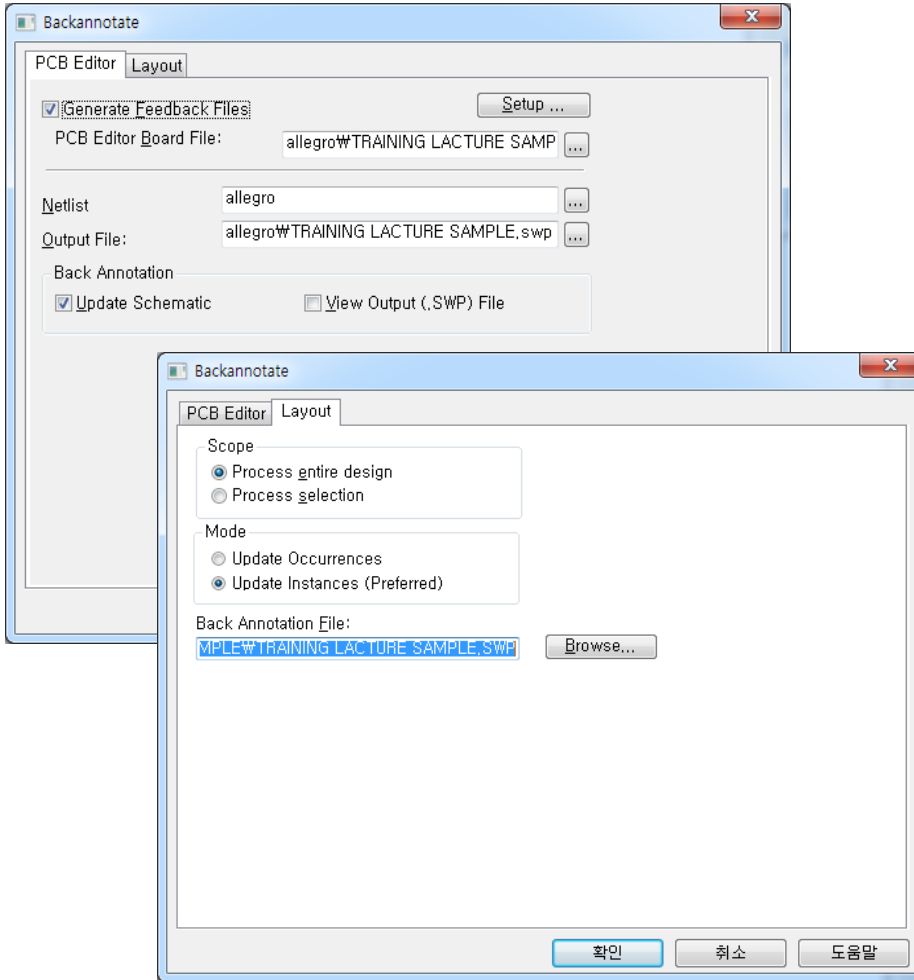 Backannotate
PCB Editor Layout
Generate Feedback Files Setup ...
PCB Editor Board File: allegro₩TRAINING LACTURE SAMP ...
Netlist allegro ...
Output File: allegro₩TRAINING LACTURE SAMPLE.swp ...
Back Annotation
Update Schematic View Output (.SWP) File
Backannotate
PCB Editor Layout
Scope
Process entire design
Process selection
Mode
Update Occurrences
Update Instances (Preferred)
Back Annotation File:
MPLE₩TRAINING LACTURE SAMPLE.SWP Browse...
확인 취소 도움말